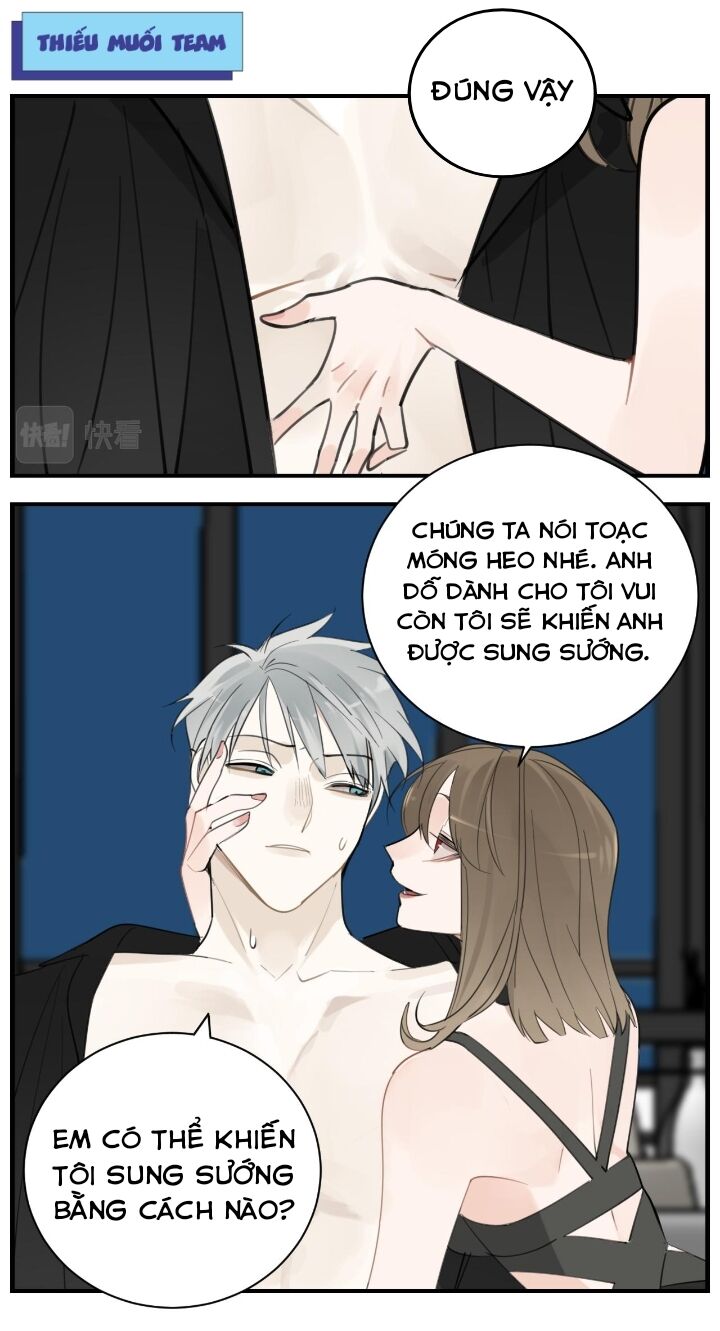 THIẾU MUỐI TEAM
ĐÚNG VẬY
快看! 快看
CHÚNG TA NÓI TOẠC
MÓNG HEO NHÉ. ANH
DỖ DÀNH CHO TÔI VUI
CÒN TÔI SẼ KHIẾN ANH
ĐƯỢC SUNG SƯỚNG.
EM CÓ THỂ KHIẾN
TÔI SUNG SƯỚNG
BẰNG CÁCH NÀO?